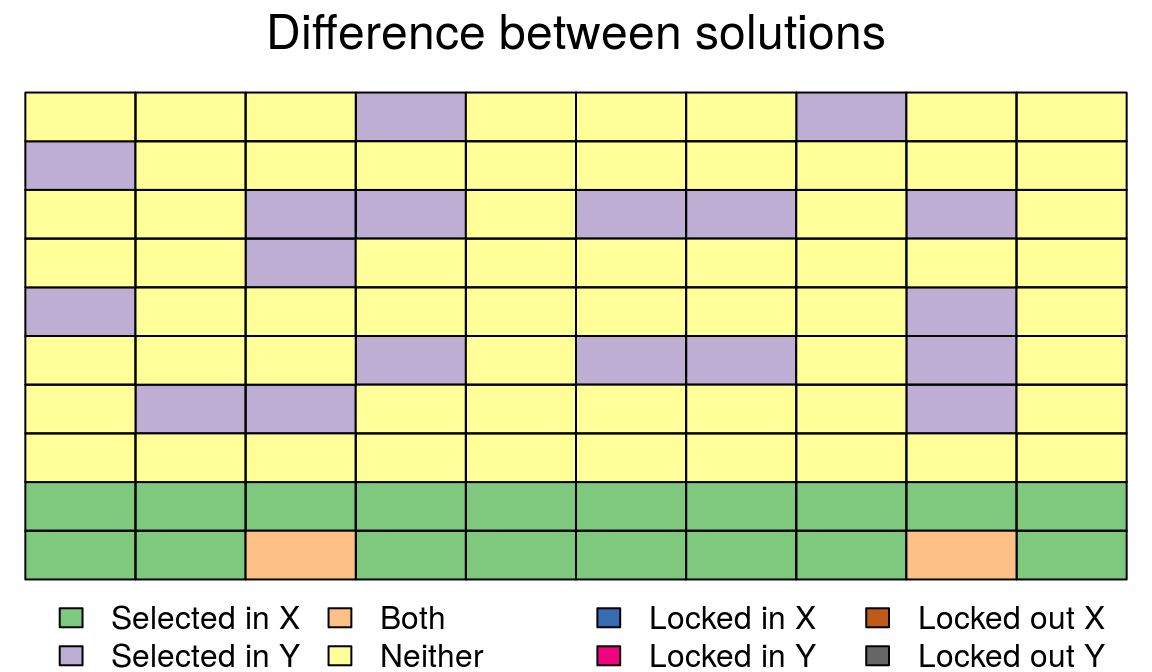 Difference between solutions
Selected in X Both Locked in X Locked out X
Selected in Y Neither Locked in Y Locked out Y